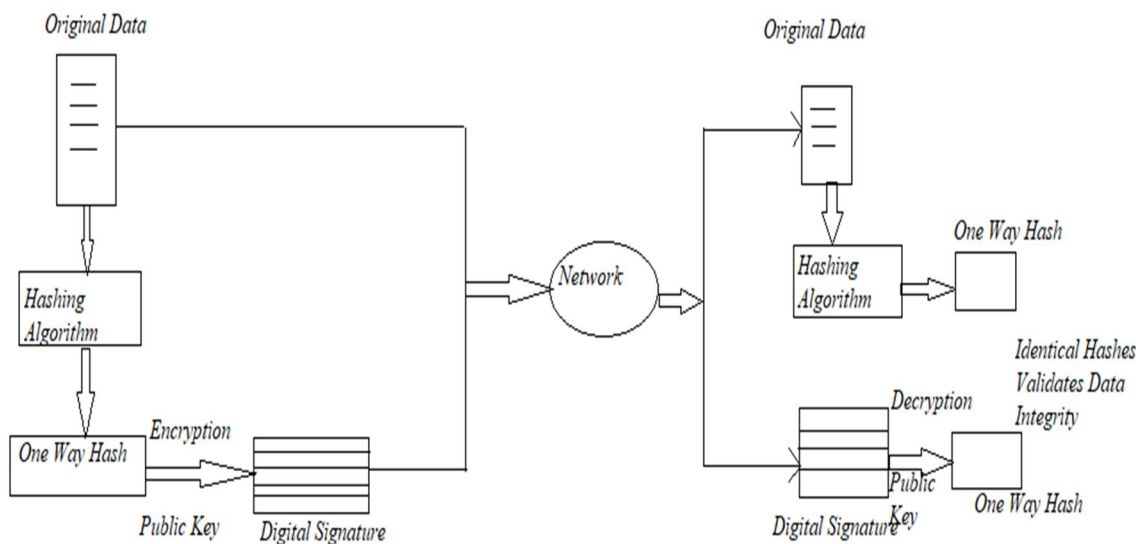 Original Data
Hashing
Algorithm
One Way Hash
Encryption
Public Key
Digital Signature
Network
Original Data
Hashing
Algorithm
One Way Hash
Identical Hashes
Validates Data
Integrity
Decryption
Public
Key
Digital Signature
One Way Hash